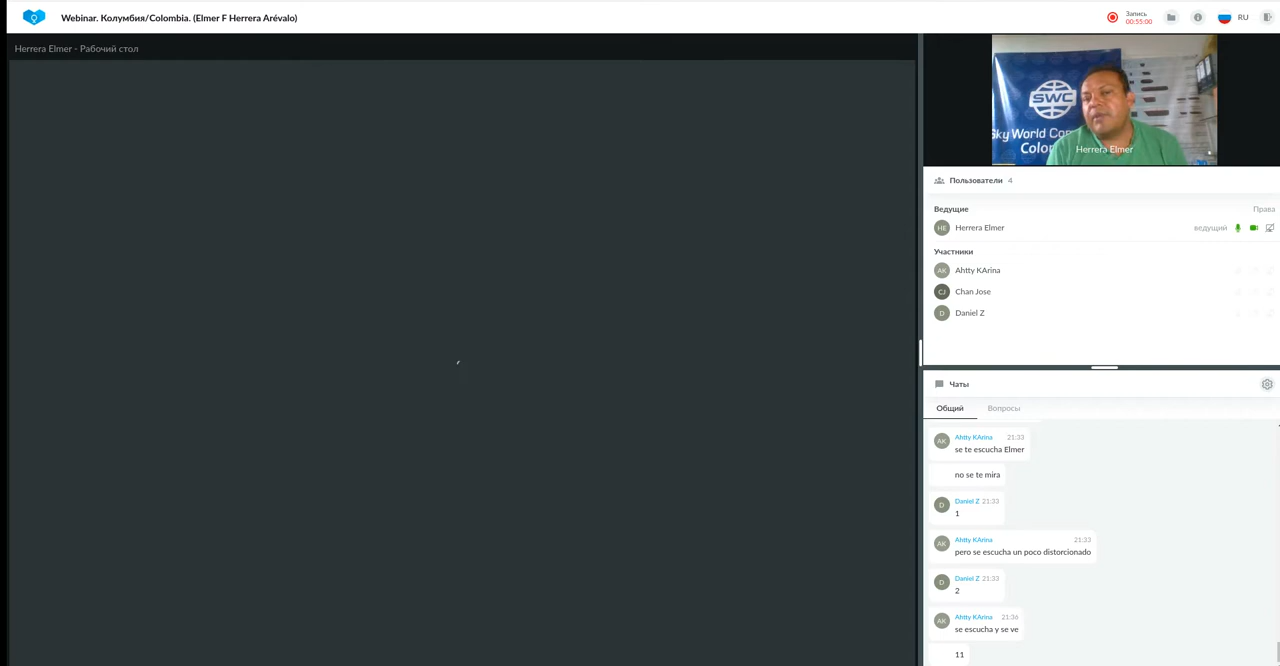 Webinar. Колумбия/Colombia. (Elmer F Herrera Arévalo)
Запись
00:55:00
RU
Herrera Elmer - Рабочий стол
SWC
Sky World Com
Colom
Herrera Elmer
Пользователи 4
Ведущие Права
HE Herrera Elmer ведущий
Участники
AK Ahtty KArina
CJ Chan Jose
D Daniel Z
Чаты
Общий Вопросы
AK Ahtty KArina 21:33
se te escucha Elmer
no se te mira
D Daniel Z 21:33
1
AK Ahtty KArina 21:33
pero se escucha un poco distorcionado
D Daniel Z 21:33
2
AK Ahtty KArina 21:36
se escucha y se ve
11